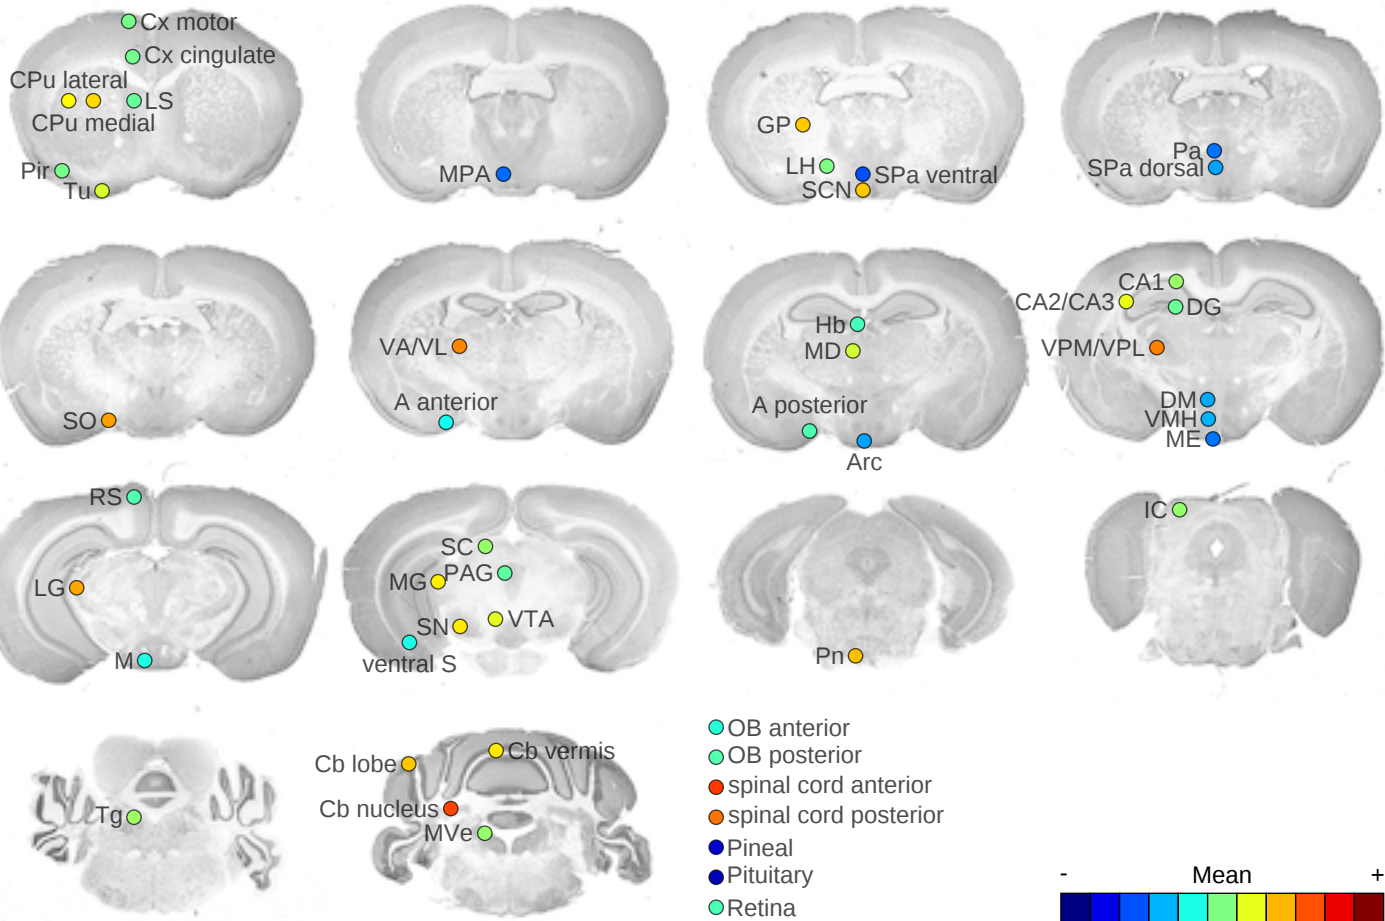 Cx motor
Cx cingulate
CPu lateral
LS
CPu medial
Pir
Tu
MPA
GP
LH
SPa ventral
SCN
Pa
SPa dorsal
SO
VA/VL
A anterior
Hb
MD
A posterior
Arc
CA1
CA2/CA3
DG
VPM/VPL
DM
VMH
ME
RS
LG
M
SC
PAG
MG
VTA
SN
ventral S
Pn
IC
Tg
Cb vermis
Cb lobe
Cb nucleus
MVe
OB anterior
OB posterior
spinal cord anterior
spinal cord posterior
Pineal
Pituitary
Retina
- Mean +